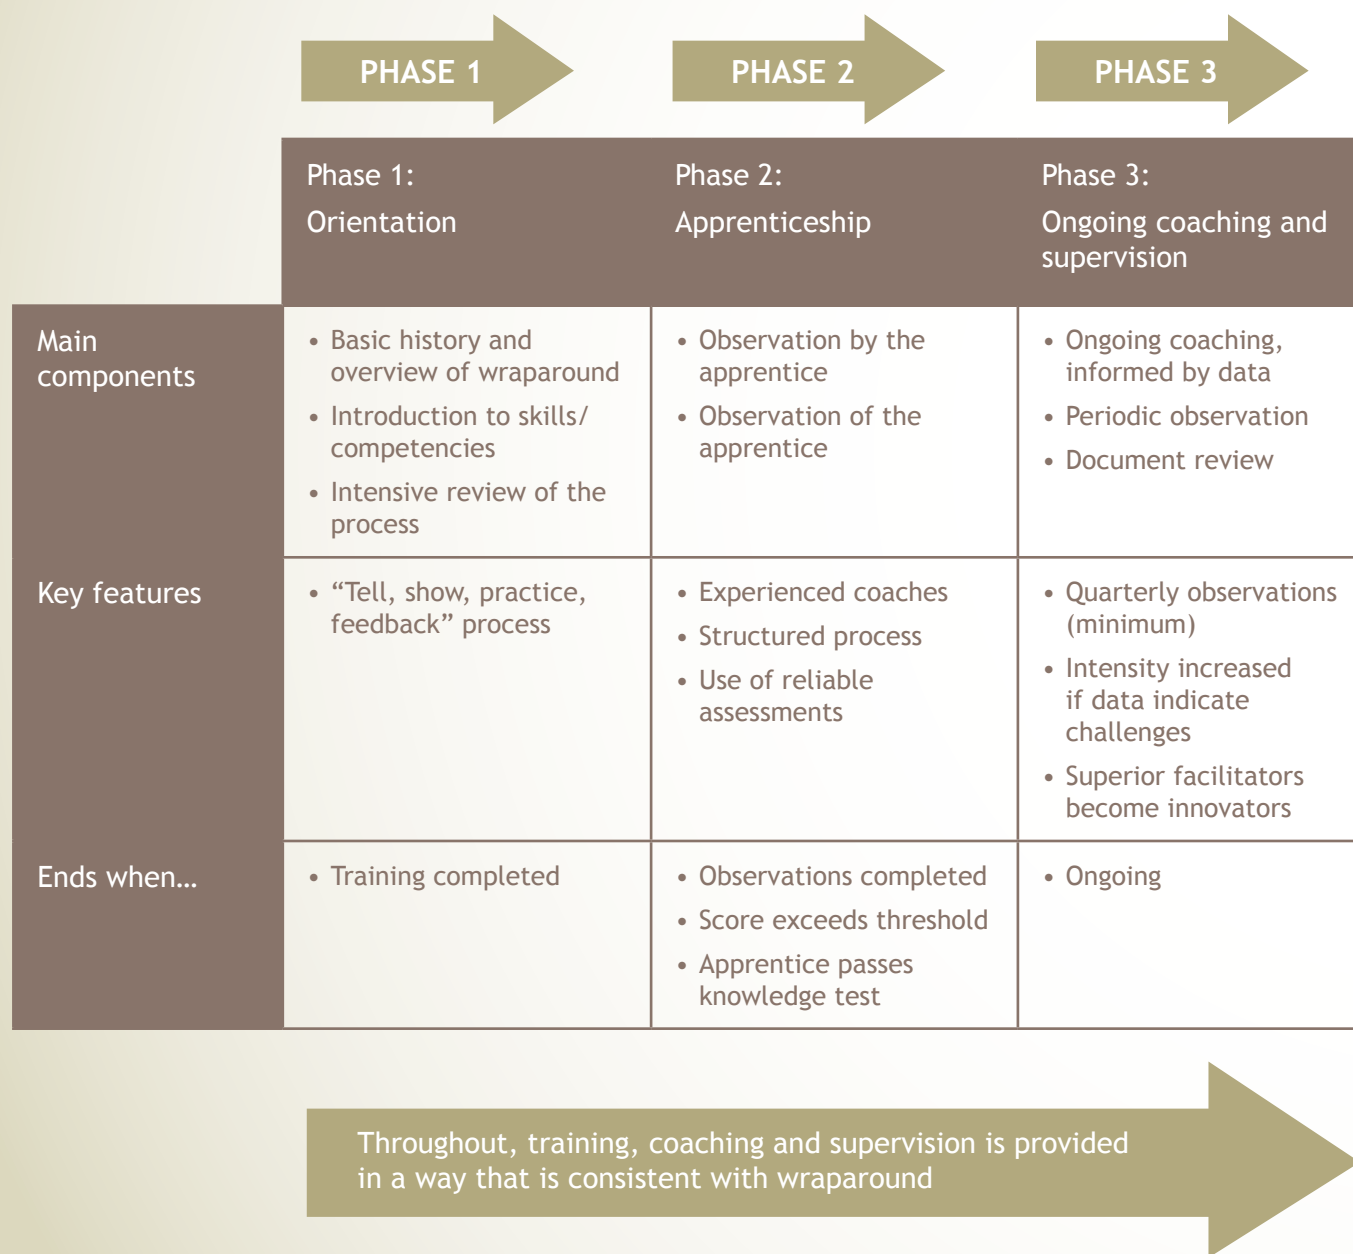 PHASE 1
PHASE 2
PHASE 3
Phase 1:
Orientation
Phase 2:
Apprenticeship
Phase 3:
Ongoing coaching and
supervision
Main
components
• Basic history and
overview of wraparound
• Introduction to skills/
competencies
• Intensive review of the
process
• Observation by the
apprentice
• Observation of the
apprentice
• Ongoing coaching,
informed by data
• Periodic observation
• Document review
Key features
• “Tell, show, practice,
feedback” process
• Experienced coaches
• Structured process
• Use of reliable
assessments
• Quarterly observations
(minimum)
• Intensity increased
if data indicate
challenges
• Superior facilitators
become innovators
Ends when…
• Training completed
• Observations completed
• Score exceeds threshold
• Apprentice passes
knowledge test
• Ongoing
Throughout, training, coaching and supervision is provided
in a way that is consistent with wraparound